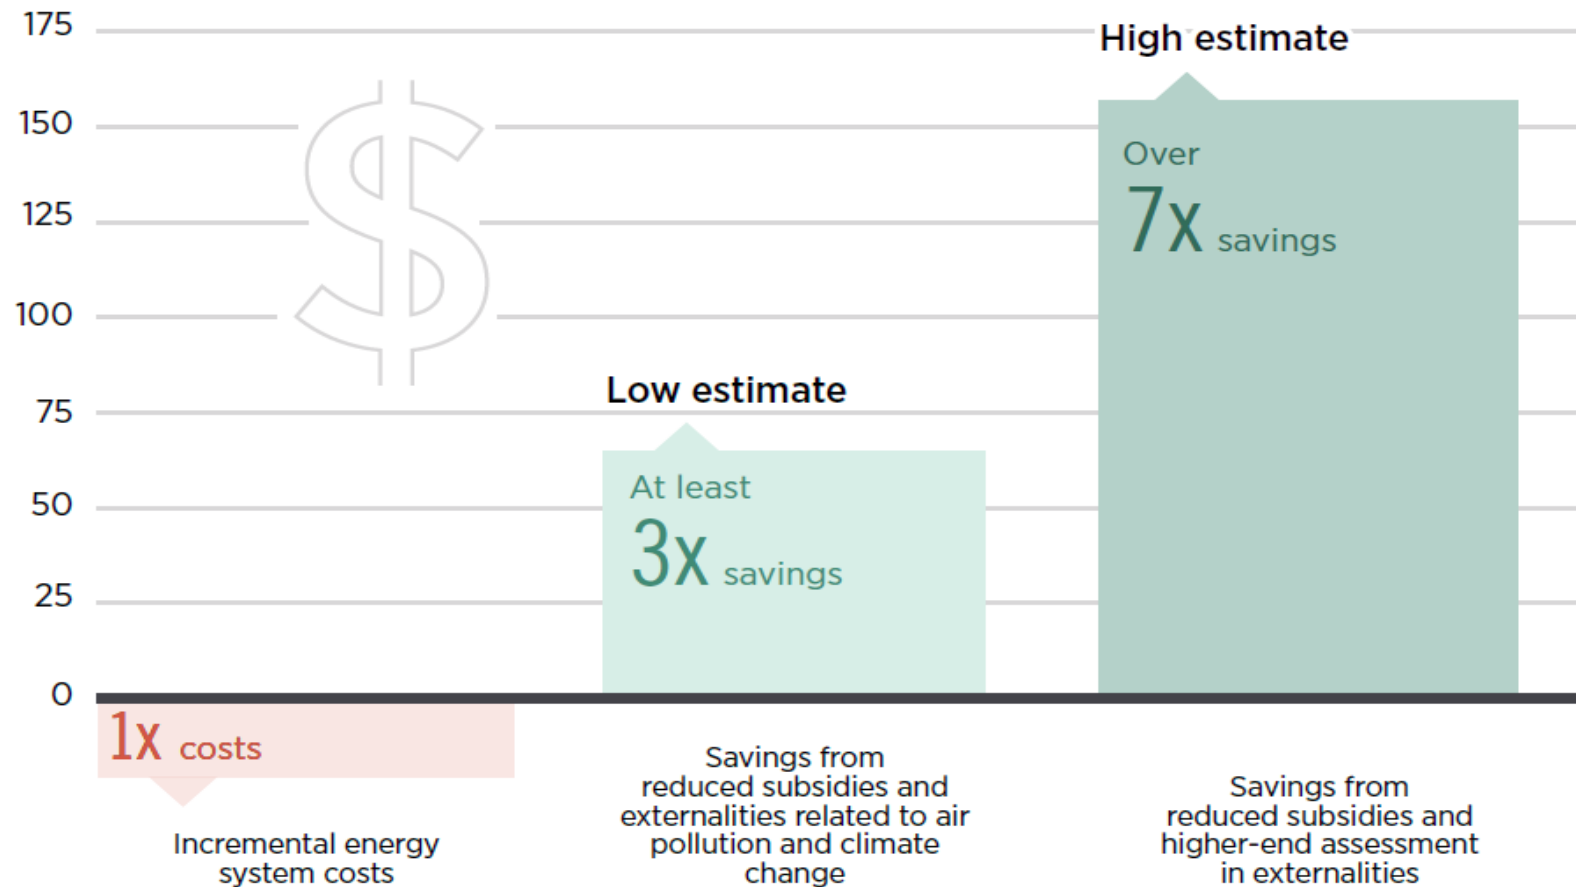 175
150
125
100
75
50
25
0
$
1x costs
Incremental energy
system costs
Low estimate
At least
3x savings
Savings from
reduced subsidies and
externalities related to air
pollution and climate
change
High estimate
Over
7x savings
Savings from
reduced subsidies and
higher-end assessment
in externalities